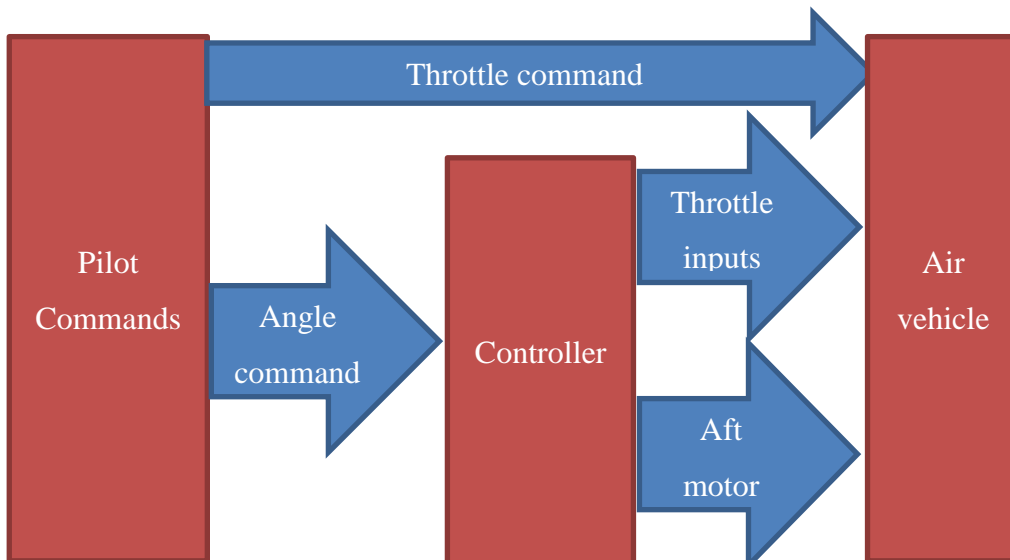 Throttle command
Pilot
Commands
Angle
command
Controller
Throttle
inputs
Aft
motor
Air
vehicle